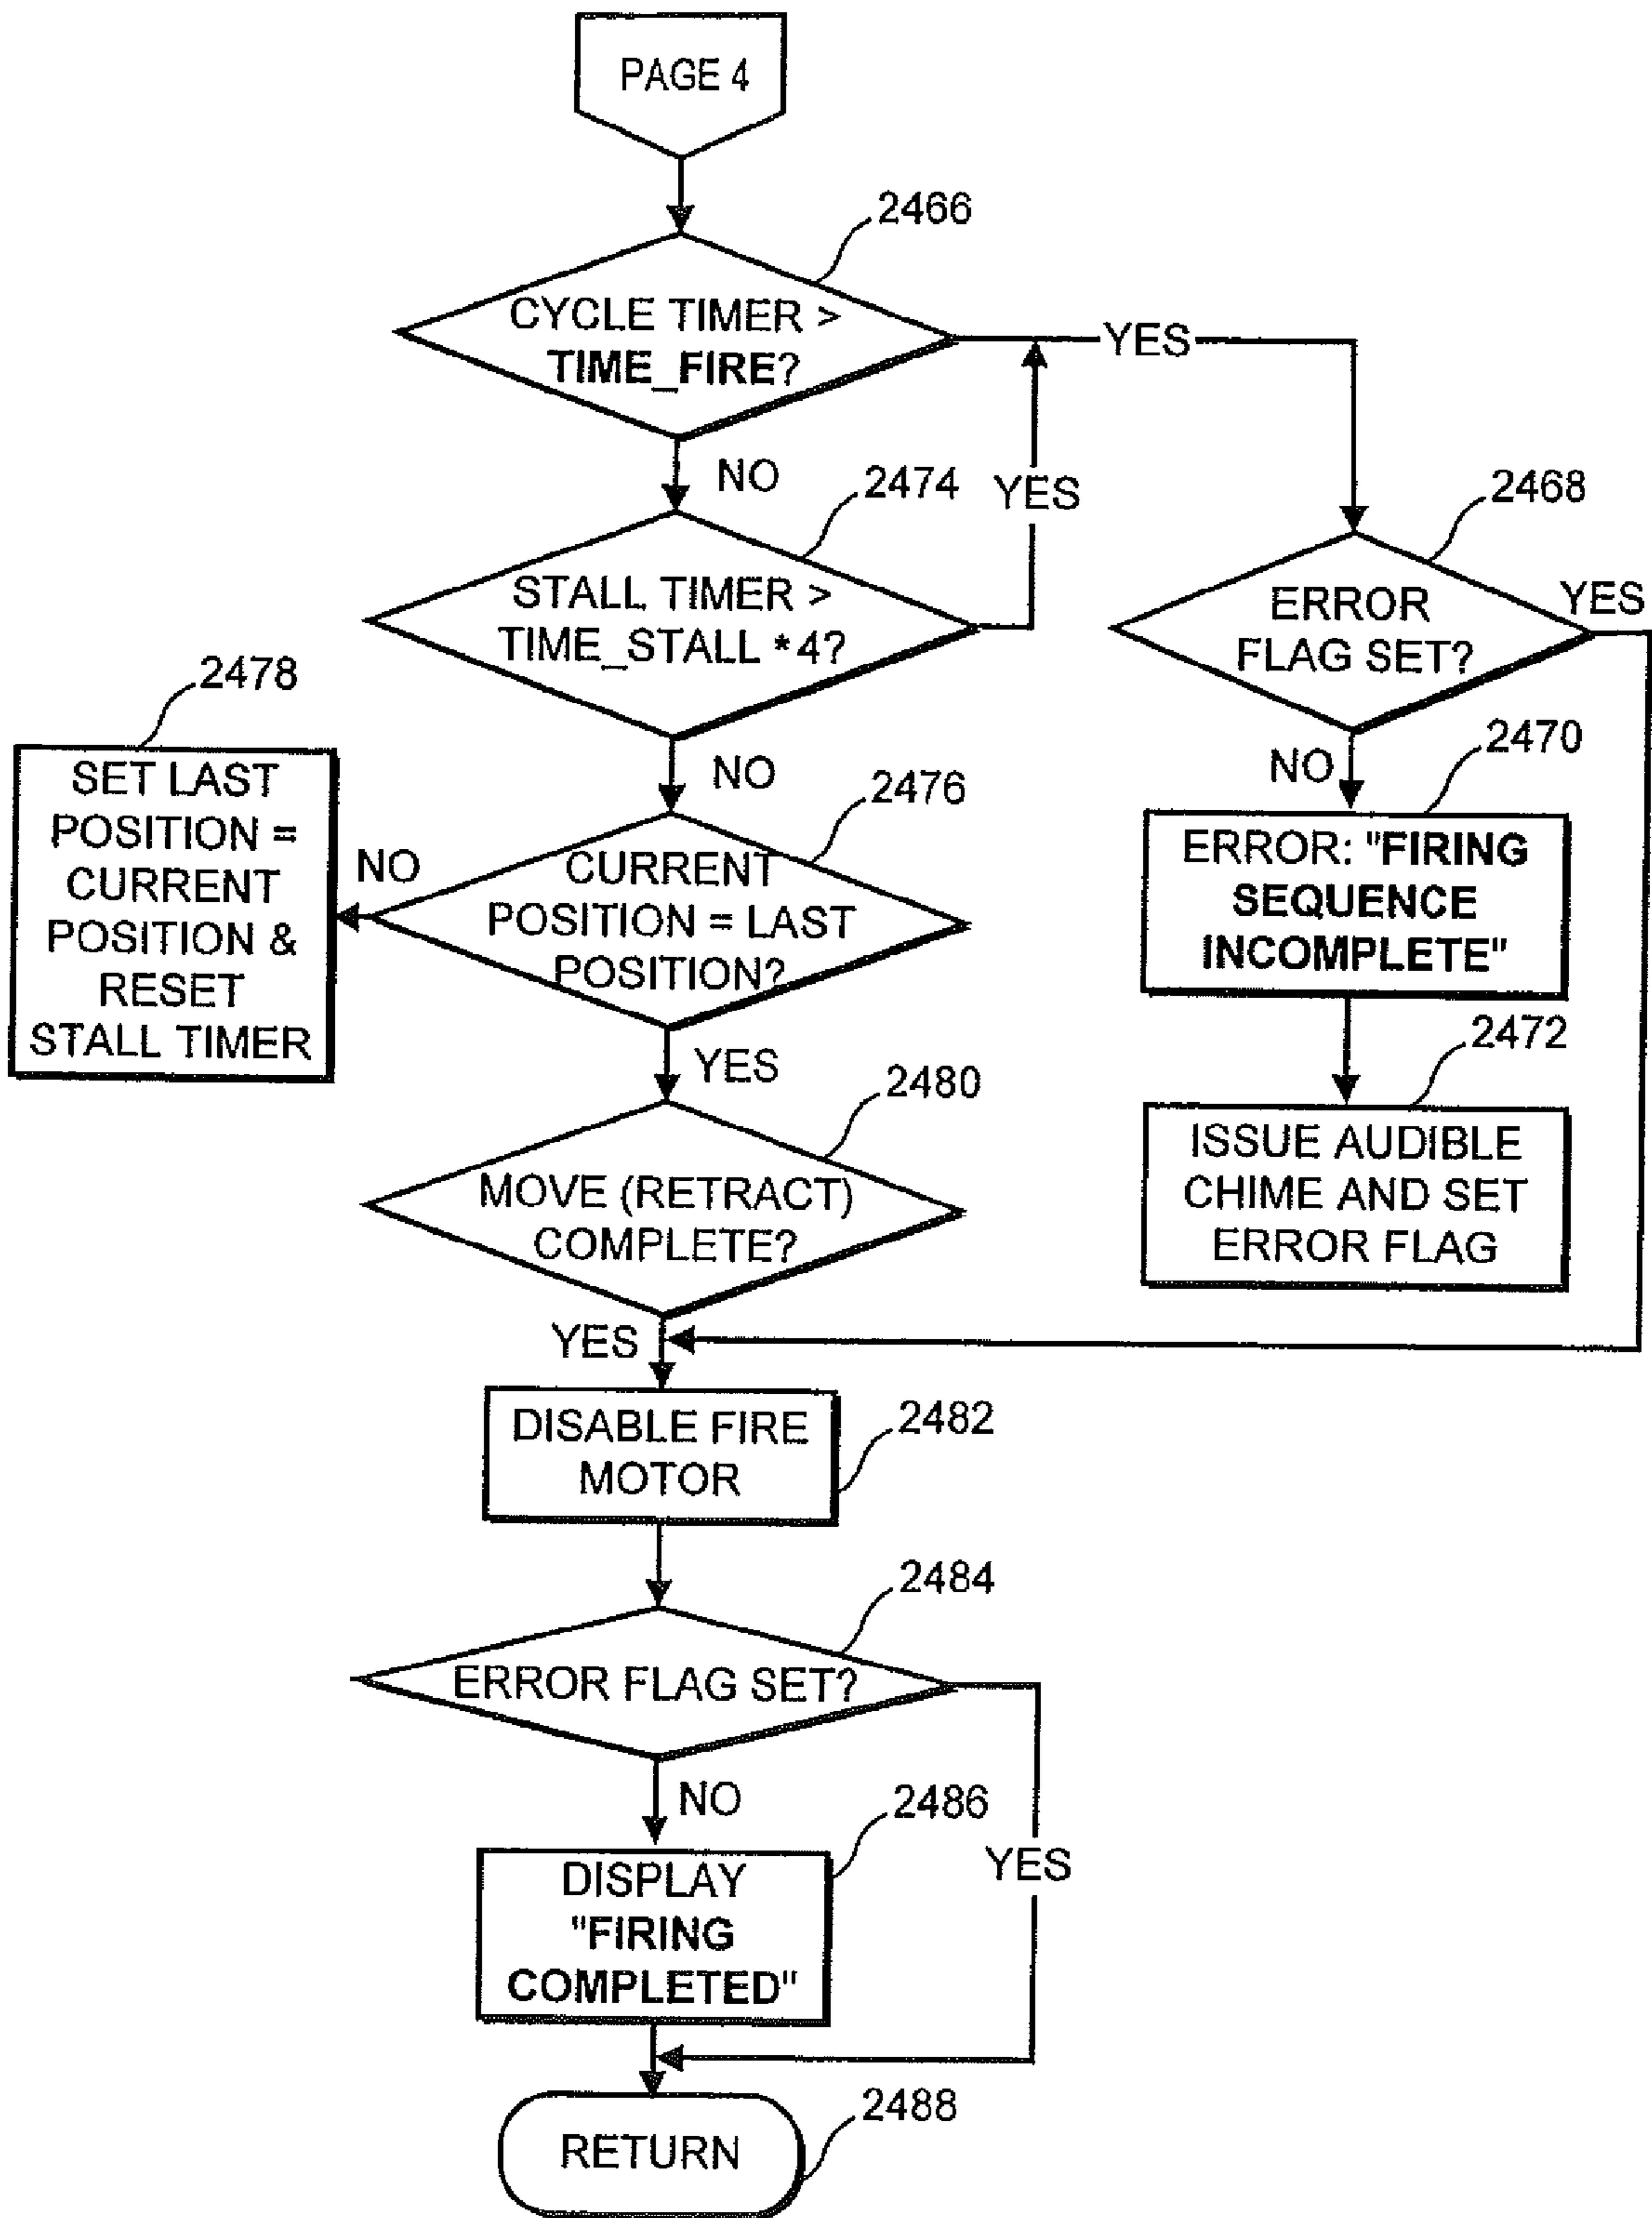 PAGE 4
2466
CYCLE TIMER >
TIME_FIRE?
YES
NO
2474
YES
2468
STALL TIMER >
TIME_STALL *4?
ERROR
FLAG SET?
YES
2478
NO
2476
NO
2470
SET LAST
POSITION =
CURRENT
POSITION &
RESET
STALL TIMER
NO
CURRENT
POSITION = LAST
POSITION?
ERROR: "FIRING
SEQUENCE
INCOMPLETE"
YES
2480
2472
MOVE (RETRACT)
COMPLETE?
ISSUE AUDIBLE
CHIME AND SET
ERROR FLAG
YES
DISABLE FIRE
MOTOR
2482
2484
ERROR FLAG SET?
NO
2486
YES
DISPLAY
"FIRING
COMPLETED"
2488
RETURN